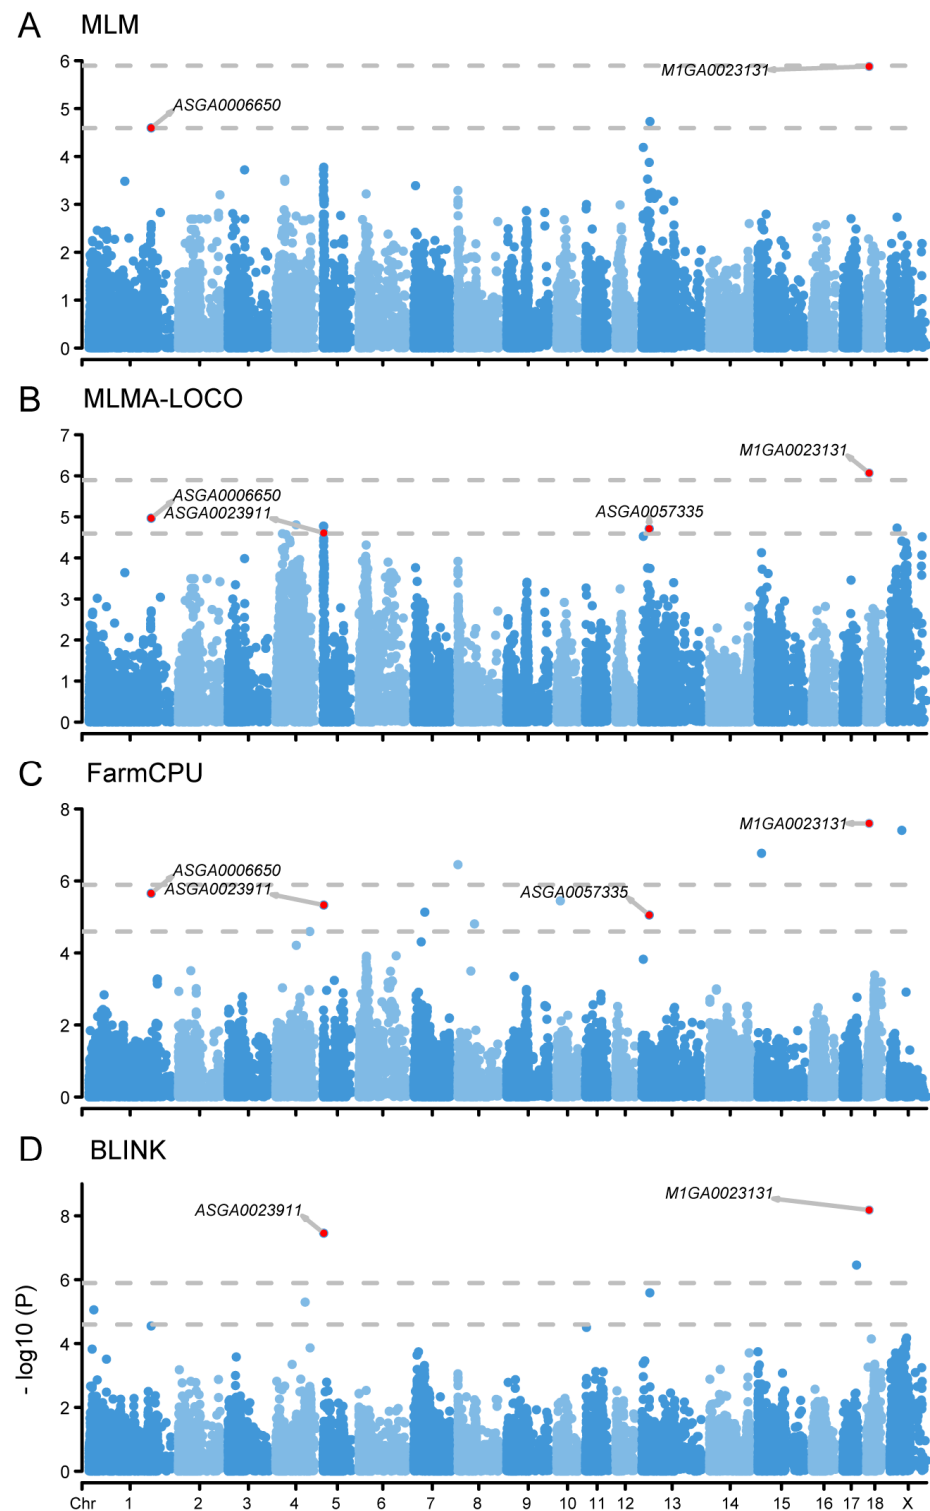 A MLM
6
M1GA0023131
5
ASGA0006650
4
3
2
1
0
B MLMA-LOCO
7
M1GA0023131
6
ASGA0006650
5
ASGA0023911
ASGA0057335
4
3
2
1
0
C FarmCPU
8
M1GA0023131
6
ASGA0006650
ASGA0023911
ASGA0057335
4
2
0
D BLINK
M1GA0023131
8
ASGA0023911
6
4
2
0
- log10 (P)
Chr 1 2 3 4 5 6 7 8 9 10 11 12 13 14 15 16 17 18 X